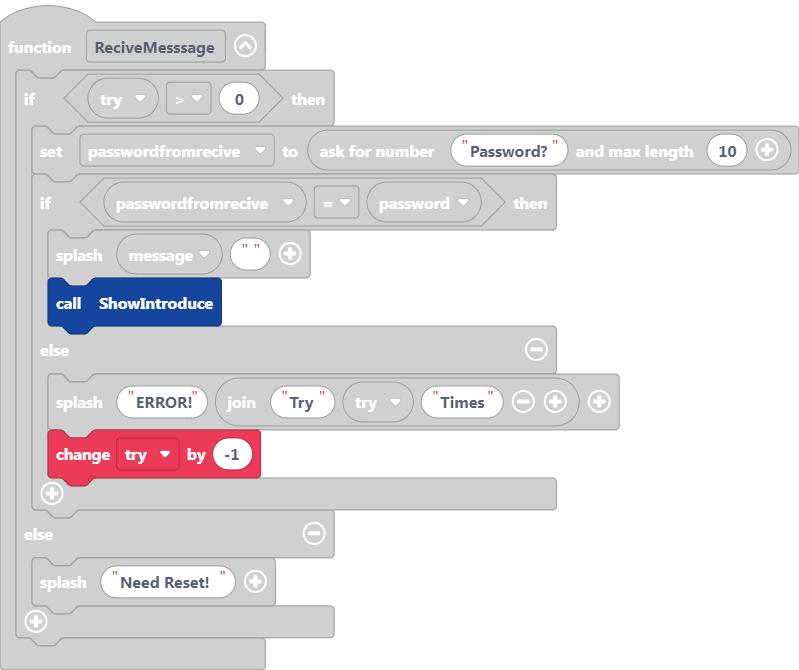 function ReciveMesssage
if try > 0 then
set passwordfromrecive to ask for number "Password?" and max length 10
if passwordfromrecive = password then
splash message " "
call ShowIntroduce
else
splash "ERROR!" join "Try" try "Times"
change try by -1
else
splash "Need Reset! "